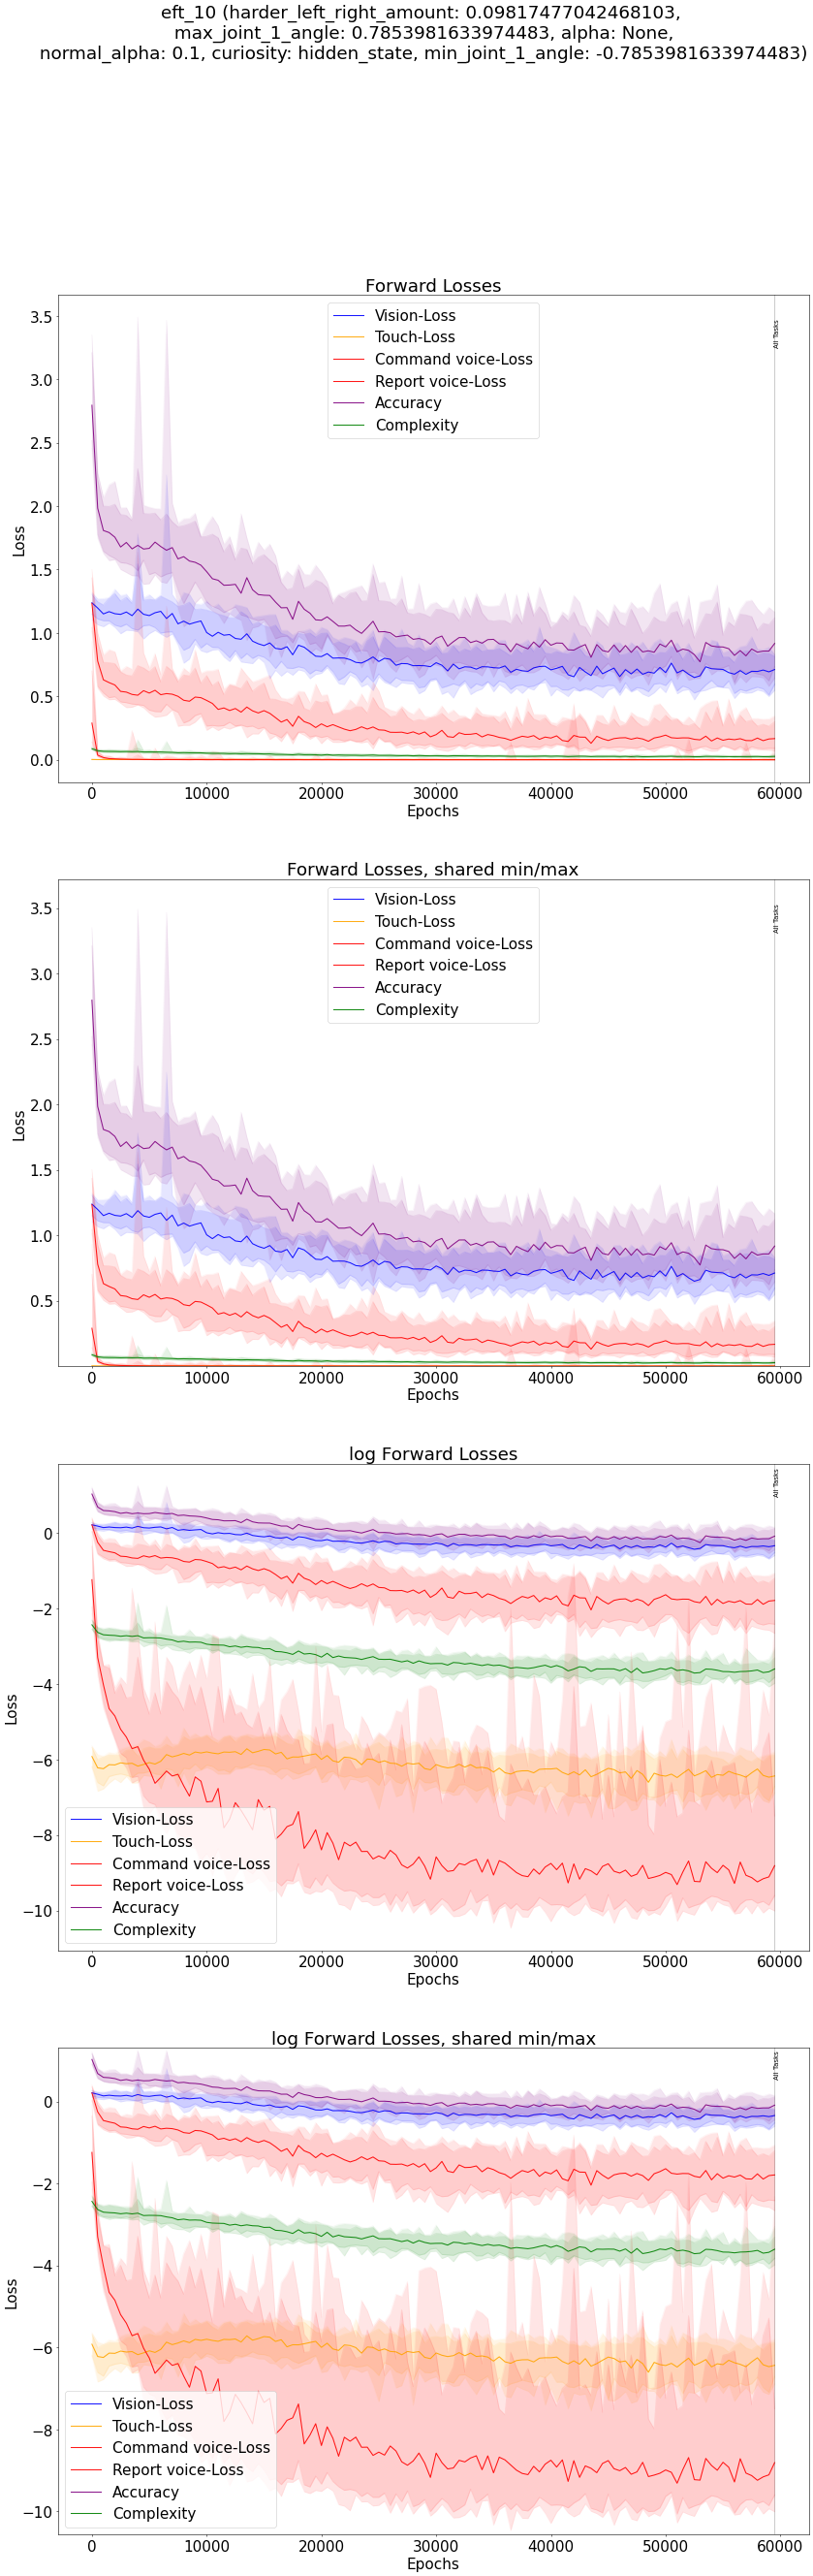 eft_10 (harder_left_right_amount: 0.09817477042468103,
max_joint_1_angle: 0.7853981633974483, alpha: None,
normal_alpha: 0.1, curiosity: hidden_state, min_joint_1_angle: -0.7853981633974483)
Forward Losses
Vision-Loss
Touch-Loss
Command voice-Loss
Report voice-Loss
Accuracy
Complexity
All Tasks
3.5
3.0
2.5
2.0
1.5
1.0
0.5
0.0
Loss
0 10000 20000 30000 40000 50000 60000
Epochs
Forward Losses, shared min/max
Vision-Loss
Touch-Loss
Command voice-Loss
Report voice-Loss
Accuracy
Complexity
All Tasks
3.5
3.0
2.5
2.0
1.5
1.0
0.5
Loss
0 10000 20000 30000 40000 50000 60000
Epochs
log Forward Losses
All Tasks
0
−2
−4
−6
−8
−10
Loss
Vision-Loss
Touch-Loss
Command voice-Loss
Report voice-Loss
Accuracy
Complexity
0 10000 20000 30000 40000 50000 60000
Epochs
log Forward Losses, shared min/max
All Tasks
0
−2
−4
−6
−8
−10
Loss
Vision-Loss
Touch-Loss
Command voice-Loss
Report voice-Loss
Accuracy
Complexity
0 10000 20000 30000 40000 50000 60000
Epochs